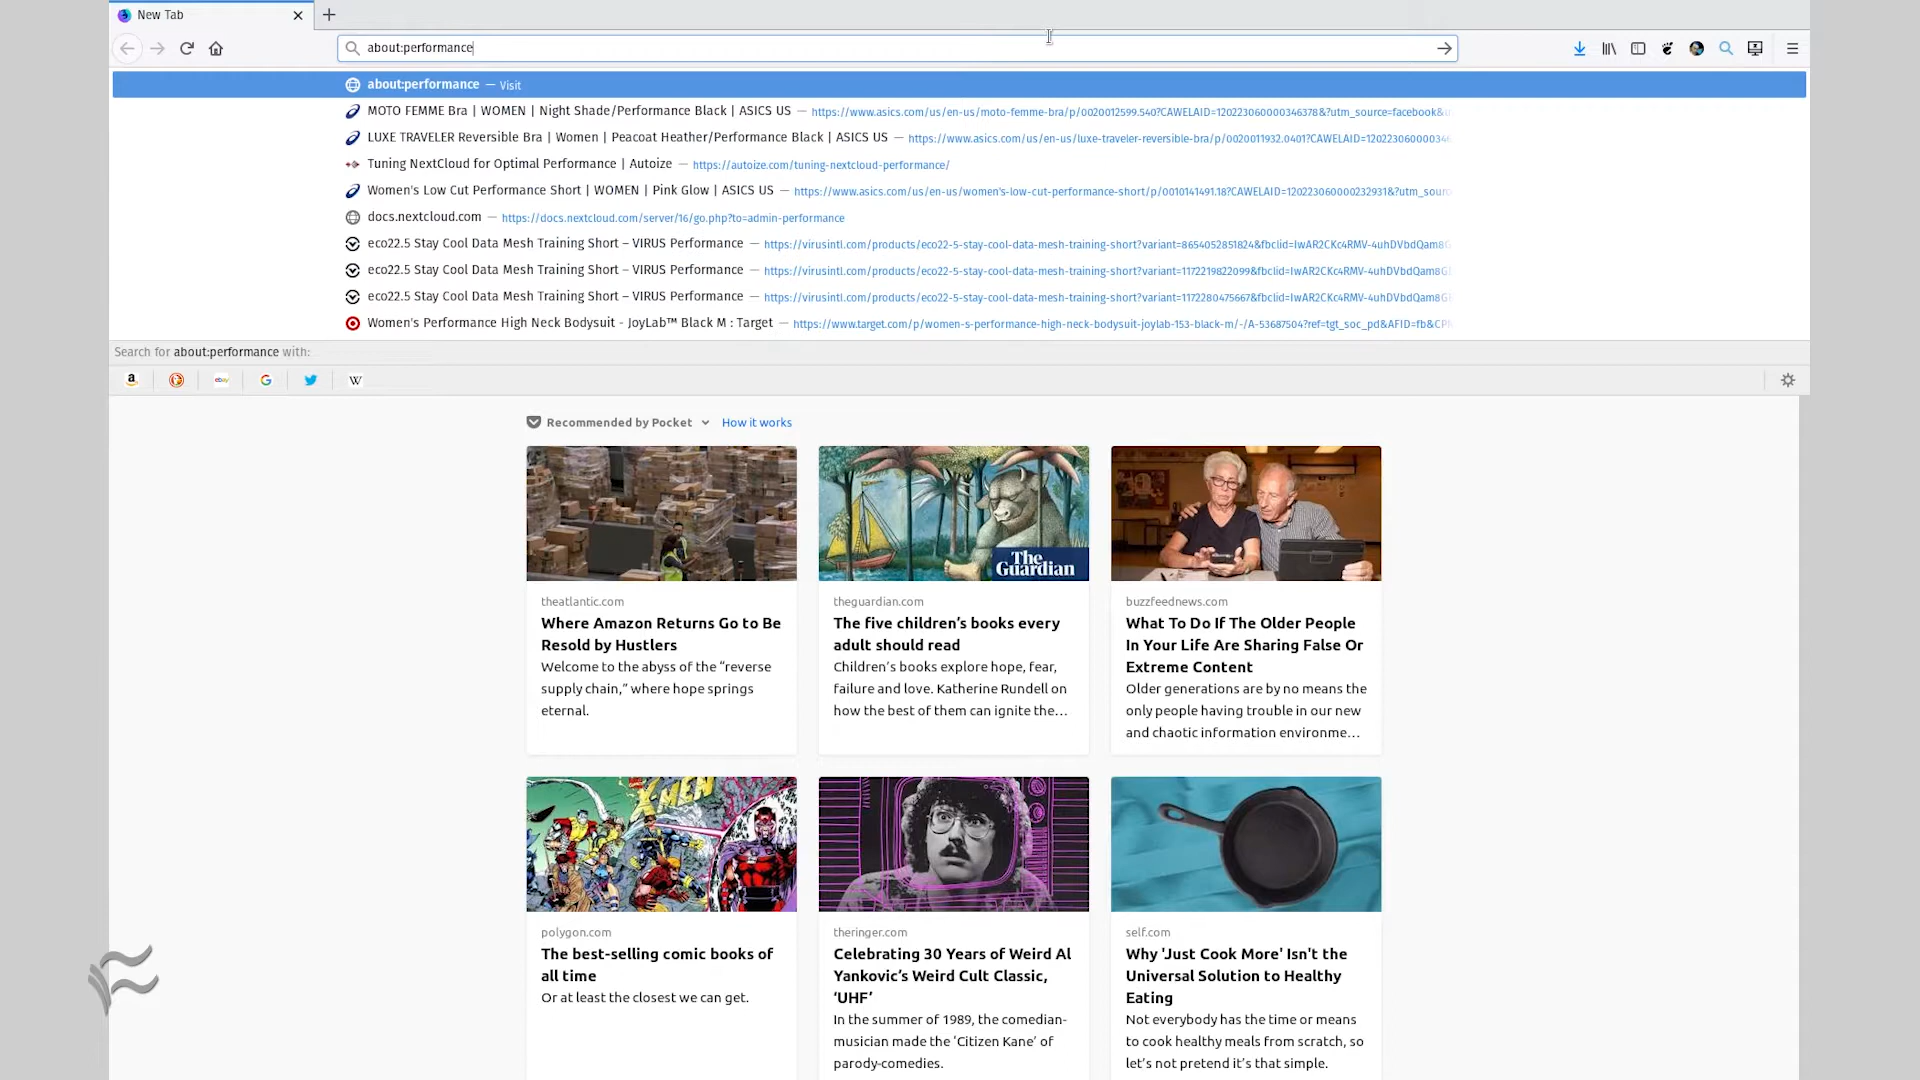 New Tab
about:performance
about:performance — Visit
MOTO FEMME Bra | WOMEN | Night Shade/Performance Black | ASICS US — https://www.asics.com/us/en-us/moto-femme-bra/p/0020012599.540?CAWELAID=120223060000346378&?utm_source=facebook&
LUXE TRAVELER Reversible Bra | Women | Peacoat Heather/Performance Black | ASICS US — https://www.asics.com/us/en-us/luxe-traveler-reversible-bra/p/0020011932.0401?CAWELAID=12022306000034
Tuning NextCloud for Optimal Performance | Autoize — https://autoize.com/tuning-nextcloud-performance/
Women's Low Cut Performance Short | WOMEN | Pink Glow | ASICS US — https://www.asics.com/us/en-us/women's-low-cut-performance-short/p/0010141491.18?CAWELAID=120223060000232931&?utm_sour
docs.nextcloud.com — https://docs.nextcloud.com/server/16/go.php?to=admin-performance
eco22.5 Stay Cool Data Mesh Training Short – VIRUS Performance — https://virusintl.com/products/eco22-5-stay-cool-data-mesh-training-short?variant=8654052851824&fbclid=IwAR2CKc4RMV-4uhDVbdQam8G
eco22.5 Stay Cool Data Mesh Training Short – VIRUS Performance — https://virusintl.com/products/eco22-5-stay-cool-data-mesh-training-short?variant=1172219822099&fbclid=IwAR2CKc4RMV-4uhDVbdQam8G
eco22.5 Stay Cool Data Mesh Training Short – VIRUS Performance — https://virusintl.com/products/eco22-5-stay-cool-data-mesh-training-short?variant=1172280475667&fbclid=IwAR2CKc4RMV-4uhDVbdQam8G
Women's Performance High Neck Bodysuit - JoyLab™ Black M : Target — https://www.target.com/p/women-s-performance-high-neck-bodysuit-joylab-153-black-m/-/A-53687504?ref=tgt_soc_pd&AFID=fb&CP
Search for about:performance with:
a ebay G W
Recommended by Pocket How it works
The
Guardian
theatlantic.com
Where Amazon Returns Go to Be
Resold by Hustlers
Welcome to the abyss of the “reverse
supply chain,” where hope springs
eternal.
theguardian.com
The five children’s books every
adult should read
Children’s books explore hope, fear,
failure and love. Katherine Rundell on
how the best of them can ignite the…
buzzfeednews.com
What To Do If The Older People
In Your Life Are Sharing False Or
Extreme Content
Older generations are by no means the
only people having trouble in our new
and chaotic information environme…
X-MEN
polygon.com
The best-selling comic books of
all time
Or at least the closest we can get.
theringer.com
Celebrating 30 Years of Weird Al
Yankovic’s Weird Cult Classic,
‘UHF’
In the summer of 1989, the comedian-
musician made the ‘Citizen Kane’ of
parody-comedies.
self.com
Why 'Just Cook More' Isn't the
Universal Solution to Healthy
Eating
Not everybody has the time or means
to cook healthy meals from scratch, so
let’s not pretend it’s that simple.